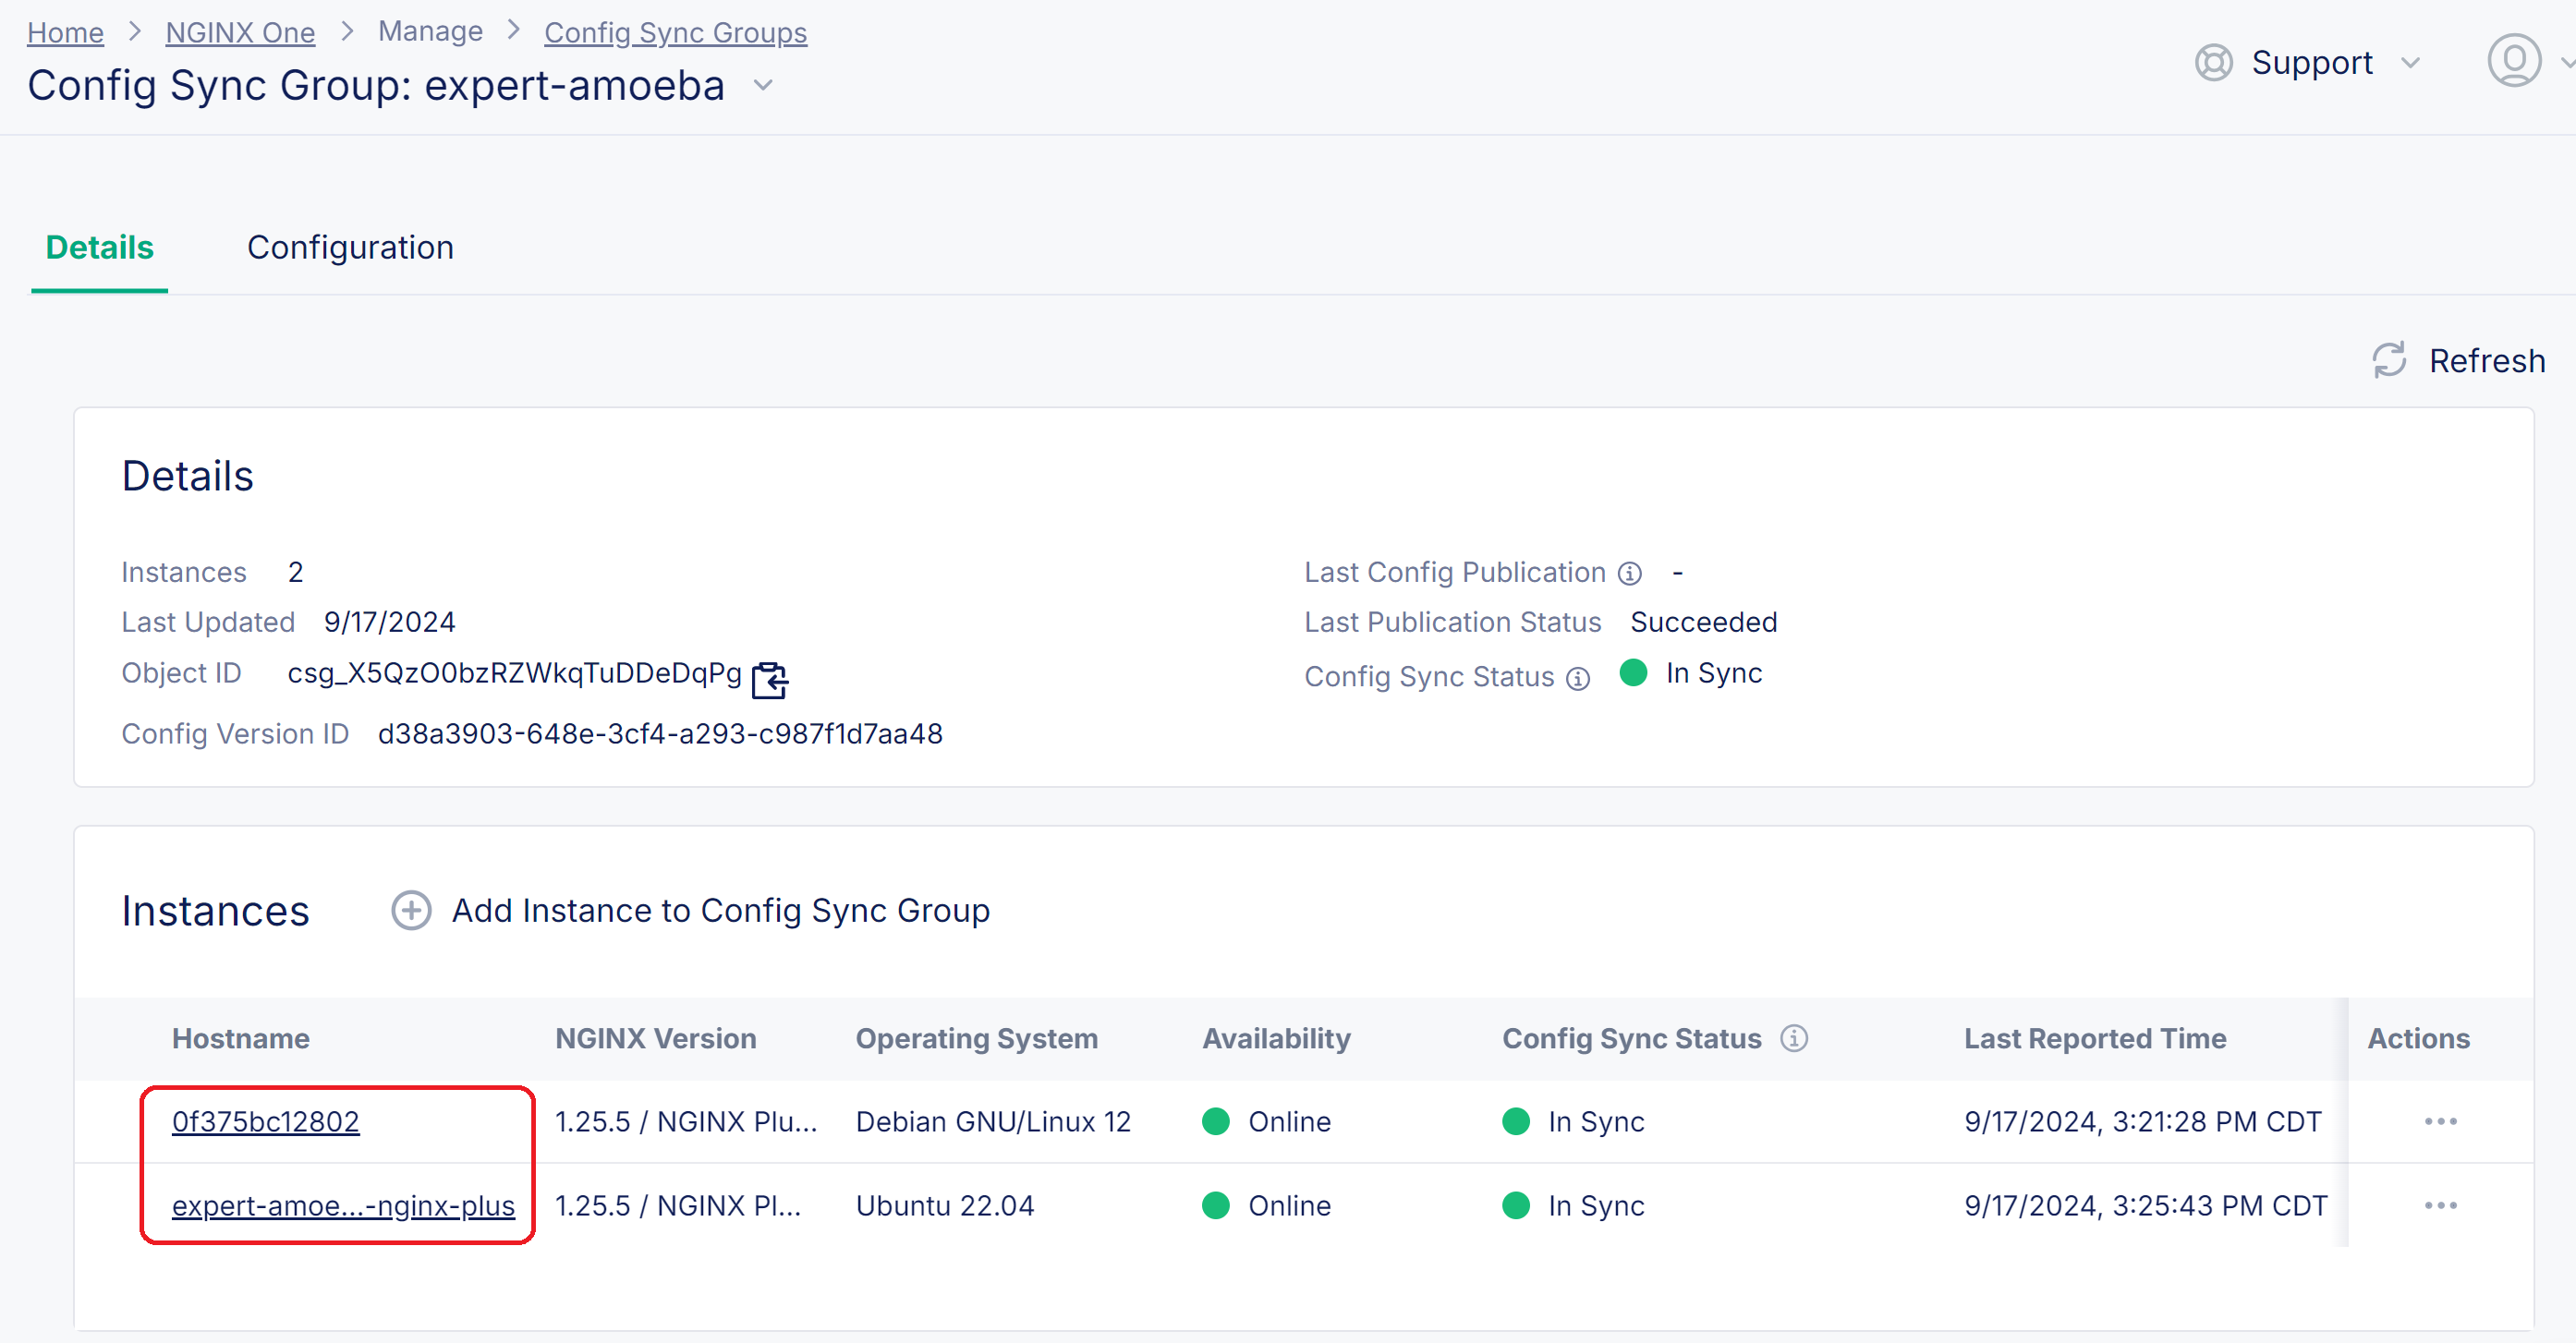 Home > NGINX One > Manage > Config Sync Groups
Config Sync Group: expert-amoeba
Support
Details
Configuration
Refresh
Details
Instances 2
Last Updated 9/17/2024
Object ID csg_X5QzO0bzRZWkqTuDDeDqPg
Config Version ID d38a3903-648e-3cf4-a293-c987f1d7aa48
Last Config Publication -
Last Publication Status Succeeded
Config Sync Status In Sync
Instances
Add Instance to Config Sync Group
Hostname NGINX Version Operating System Availability Config Sync Status Last Reported Time Actions
0f375bc12802 1.25.5 / NGINX Plu... Debian GNU/Linux 12 Online In Sync 9/17/2024, 3:21:28 PM CDT
expert-amoe...-nginx-plus 1.25.5 / NGINX Pl... Ubuntu 22.04 Online In Sync 9/17/2024, 3:25:43 PM CDT